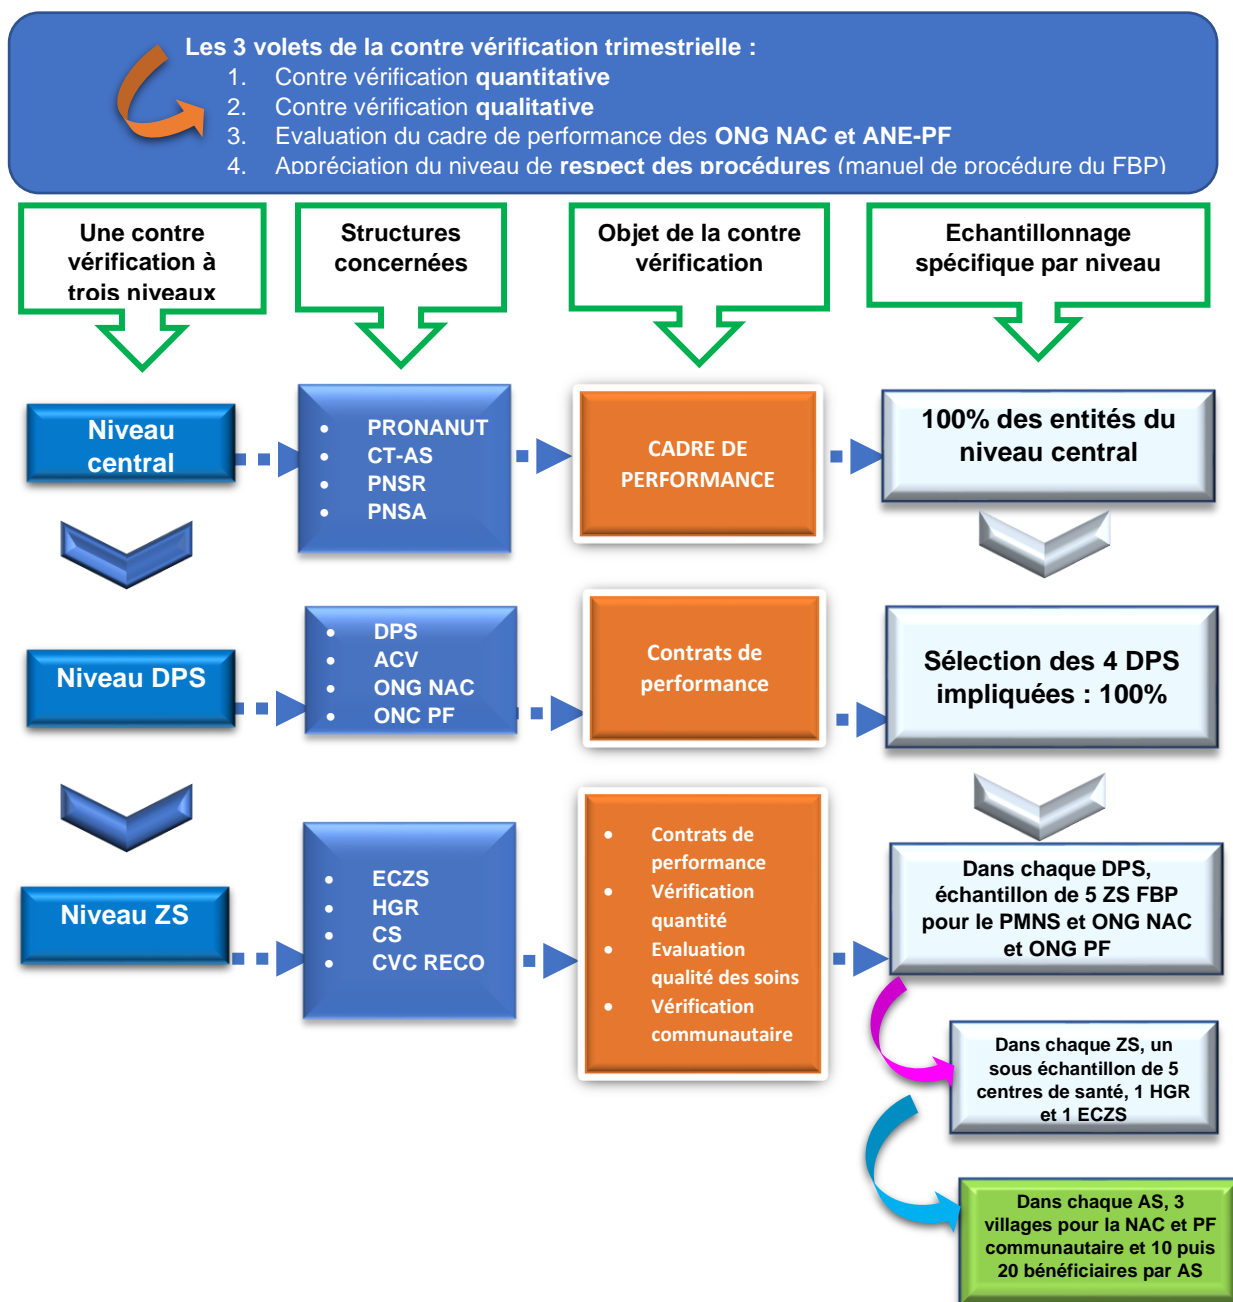 Les 3 volets de la contre vérification trimestrielle :
1. Contre vérification quantitative
2. Contre vérification qualitative
3. Evaluation du cadre de performance des ONG NAC et ANE-PF
4. Appréciation du niveau de respect des procédures (manuel de procédure du FBP)
Une contre
vérification à
trois niveaux
Structures
concernées
Objet de la contre
vérification
Echantillonnage
spécifique par niveau
Niveau
central
• PRONANUT
• CT-AS
• PNSR
• PNSA
CADRE DE
PERFORMANCE
100% des entités du
niveau central
Niveau DPS
• DPS
• ACV
• ONG NAC
• ONC PF
Contrats de
performance
Sélection des 4 DPS
impliquées : 100%
Niveau ZS
• ECZS
• HGR
• CS
• CVC RECO
• Contrats de
performance
• Vérification
quantité
• Evaluation
qualité des soins
• Vérification
communautaire
Dans chaque DPS,
échantillon de 5 ZS FBP
pour le PMNS et ONG NAC
et ONG PF
Dans chaque ZS, un
sous échantillon de 5
centres de santé, 1 HGR
et 1 ECZS
Dans chaque AS, 3
villages pour la NAC et PF
communautaire et 10 puis
20 bénéficiaires par AS